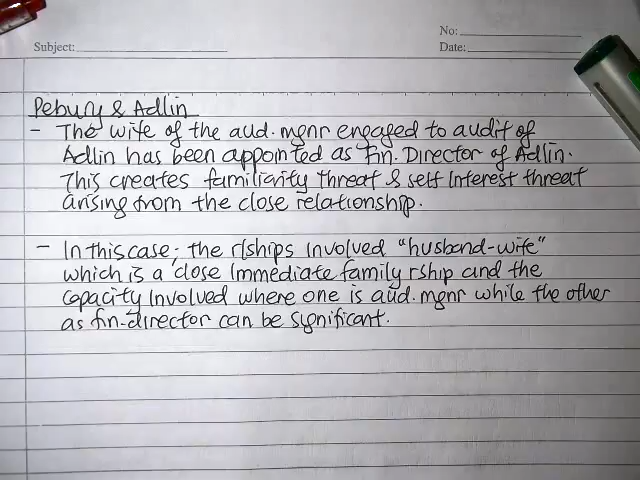 No:
Subject:
Date:
Pebury & Adlin
- The wife of the aud. mgnr engaged to audit of
Adlin has been appointed as Fin. Director of Adlin.
This creates familiarity threat & self interest threat
arising from the close relationship.
- In this case, the r/ships involved "husband-wife"
which is a close immediate family rship and the
capacity involved where one is aud. mgnr while the other
as fin-director can be significant.